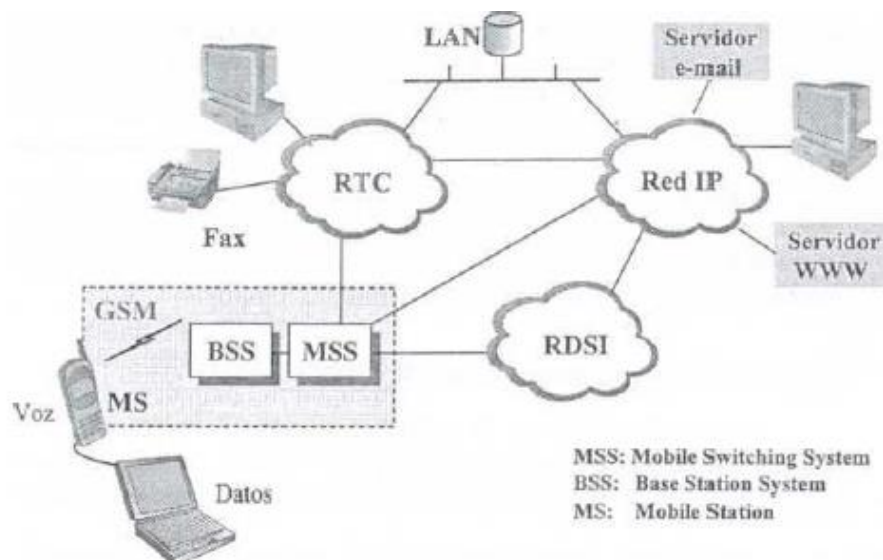 LAN
Servidor
e-mail
RTC
Red IP
Fax
Servidor
WWW
GSM
BSS
MSS
RDSI
Voz
MS
Datos
MSS: Mobile Switching System
BSS: Base Station System
MS: Mobile Station